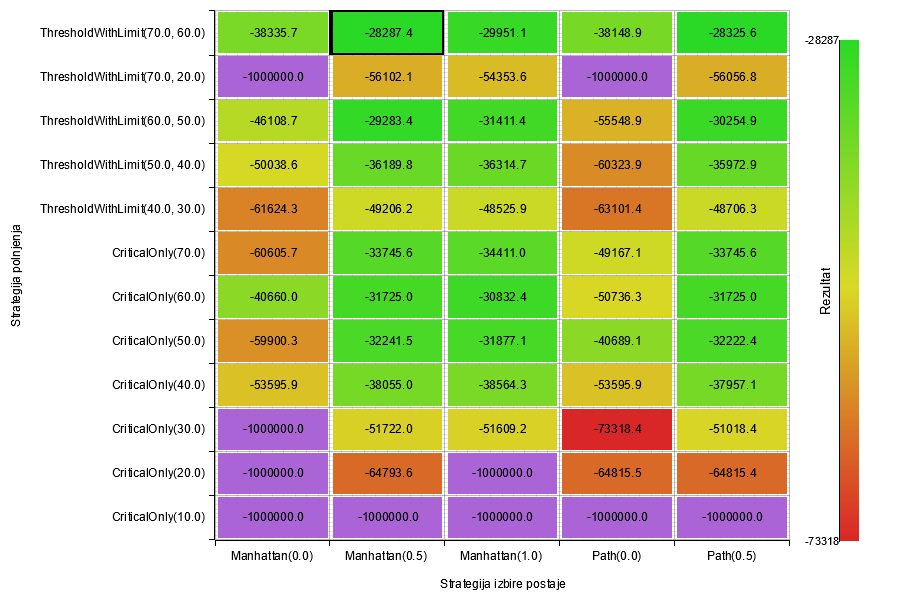 ThresholdWithLimit(70.0, 60.0) -38335.7 -28287.4 -29951.1 -38148.9 -28325.6 -28287
ThresholdWithLimit(70.0, 20.0) -1000000.0 -56102.1 -54353.6 -1000000.0 -56056.8
ThresholdWithLimit(60.0, 50.0) -46108.7 -29283.4 -31411.4 -55548.9 -30254.9
ThresholdWithLimit(50.0, 40.0) -50038.6 -36189.8 -36314.7 -60323.9 -35972.9
ThresholdWithLimit(40.0, 30.0) -61624.3 -49206.2 -48525.9 -63101.4 -48706.3
CriticalOnly(70.0) -60605.7 -33745.6 -34411.0 -49167.1 -33745.6
CriticalOnly(60.0) -40660.0 -31725.0 -30832.4 -50736.3 -31725.0
CriticalOnly(50.0) -59900.3 -32241.5 -31877.1 -40689.1 -32222.4
CriticalOnly(40.0) -53595.9 -38055.0 -38564.3 -53595.9 -37957.1
CriticalOnly(30.0) -1000000.0 -51722.0 -51609.2 -73318.4 -51018.4
CriticalOnly(20.0) -1000000.0 -64793.6 -1000000.0 -64815.5 -64815.4
CriticalOnly(10.0) -1000000.0 -1000000.0 -1000000.0 -1000000.0 -1000000.0
-73318
Manhattan(0.0) Manhattan(0.5) Manhattan(1.0) Path(0.0) Path(0.5)
Strategija izbire postaje
Strategija polnjenja
Rezultat